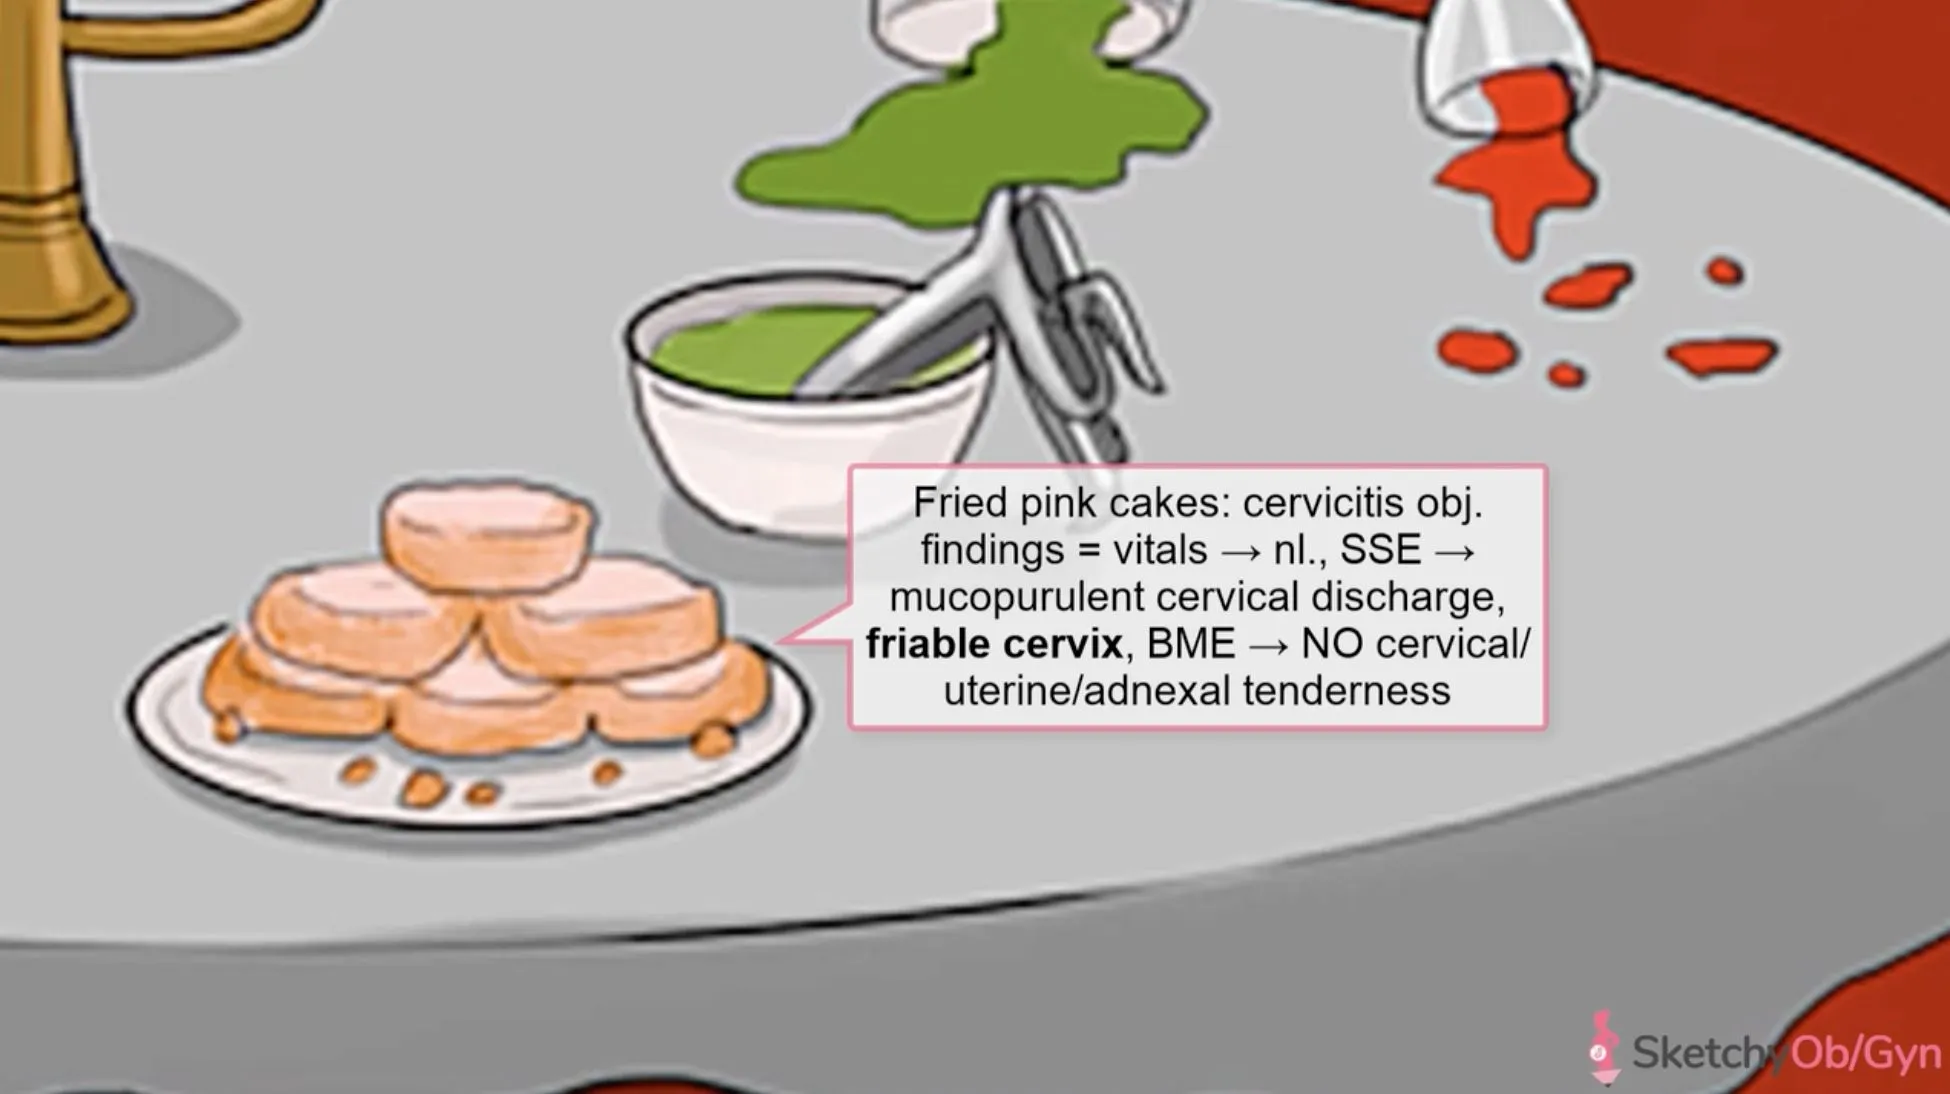 Fried pink cakes: cervicitis obj.
findings = vitals → nl., SSE →
mucopurulent cervical discharge,
friable cervix, BME → NO cervical/
uterine/adnexal tenderness
SketchyOb/Gyn